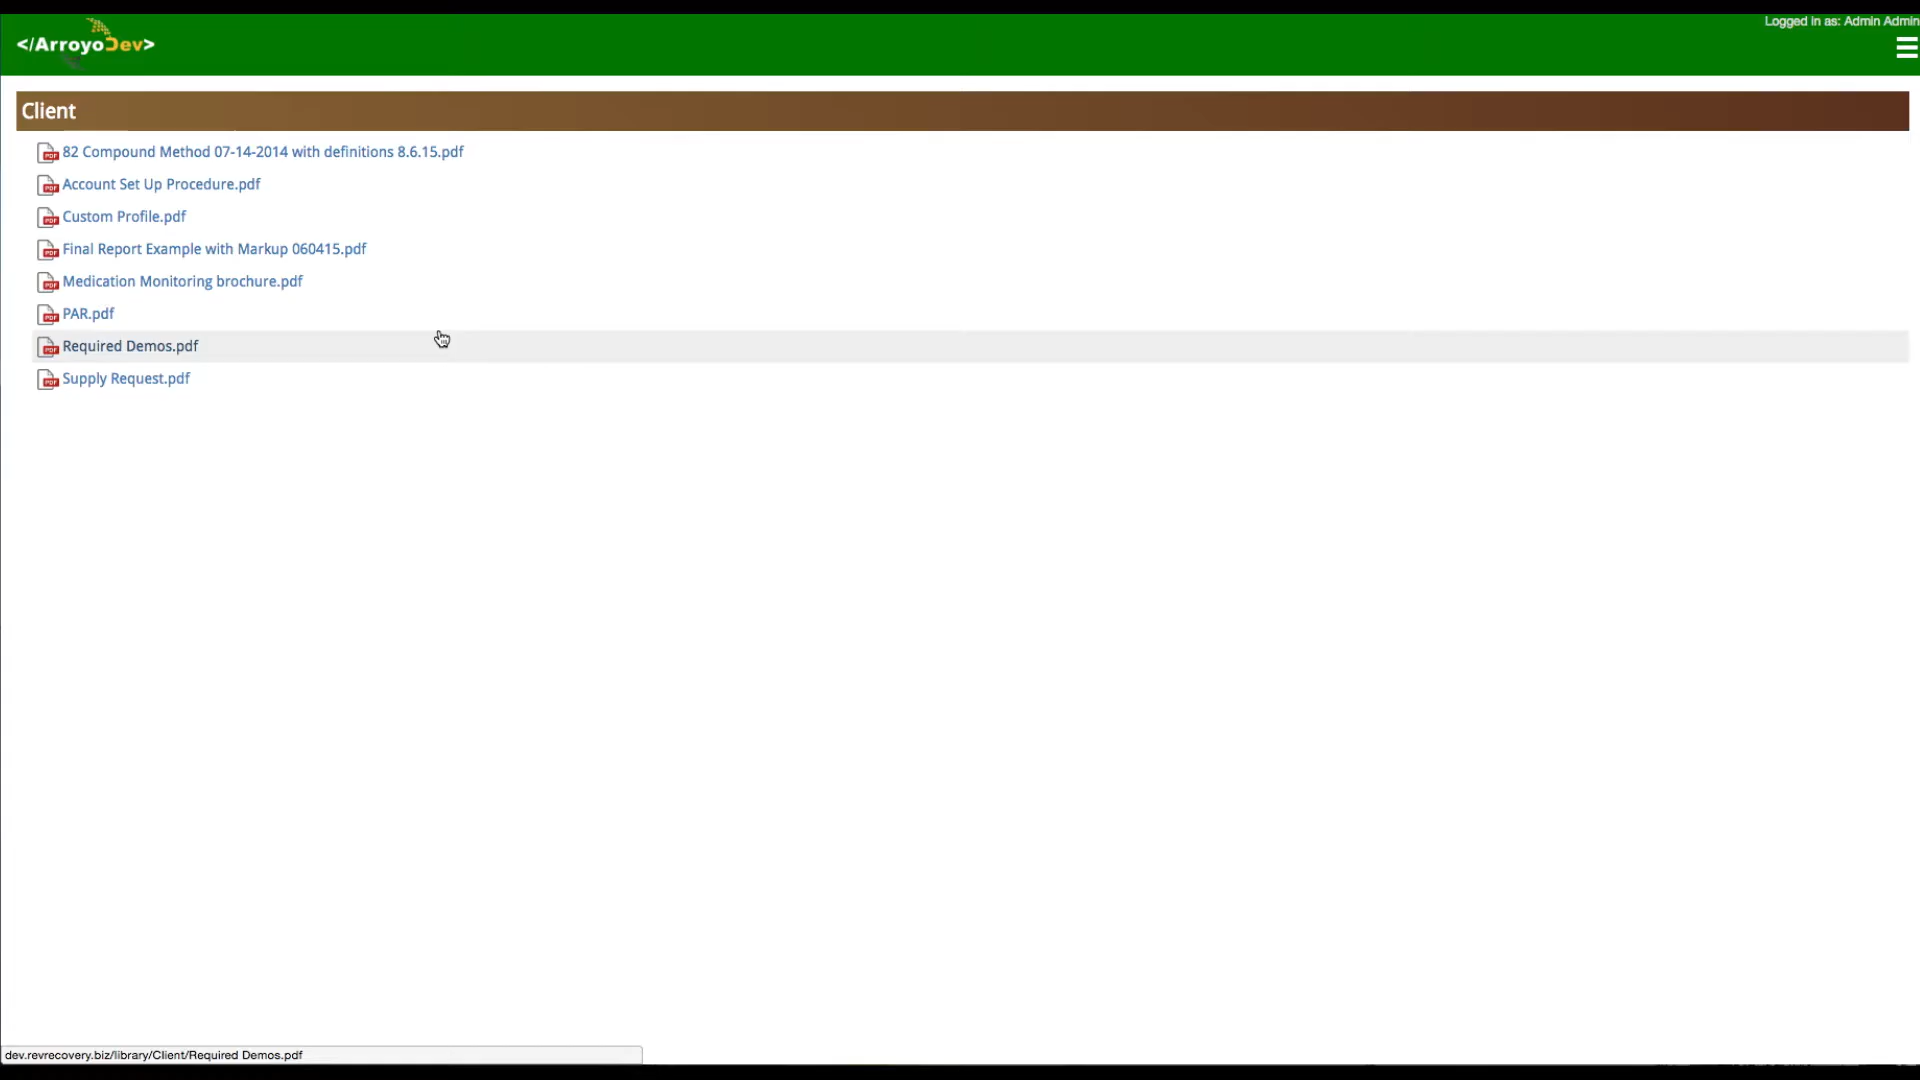 Logged in as: Admin Admin
</ArroyoDev>
Client
82 Compound Method 07-14-2014 with definitions 8.6.15.pdf
Account Set Up Procedure.pdf
Custom Profile.pdf
Final Report Example with Markup 060415.pdf
Medication Monitoring brochure.pdf
PAR.pdf
Required Demos.pdf
Supply Request.pdf
dev.revrecovery.biz/library/Client/Required Demos.pdf